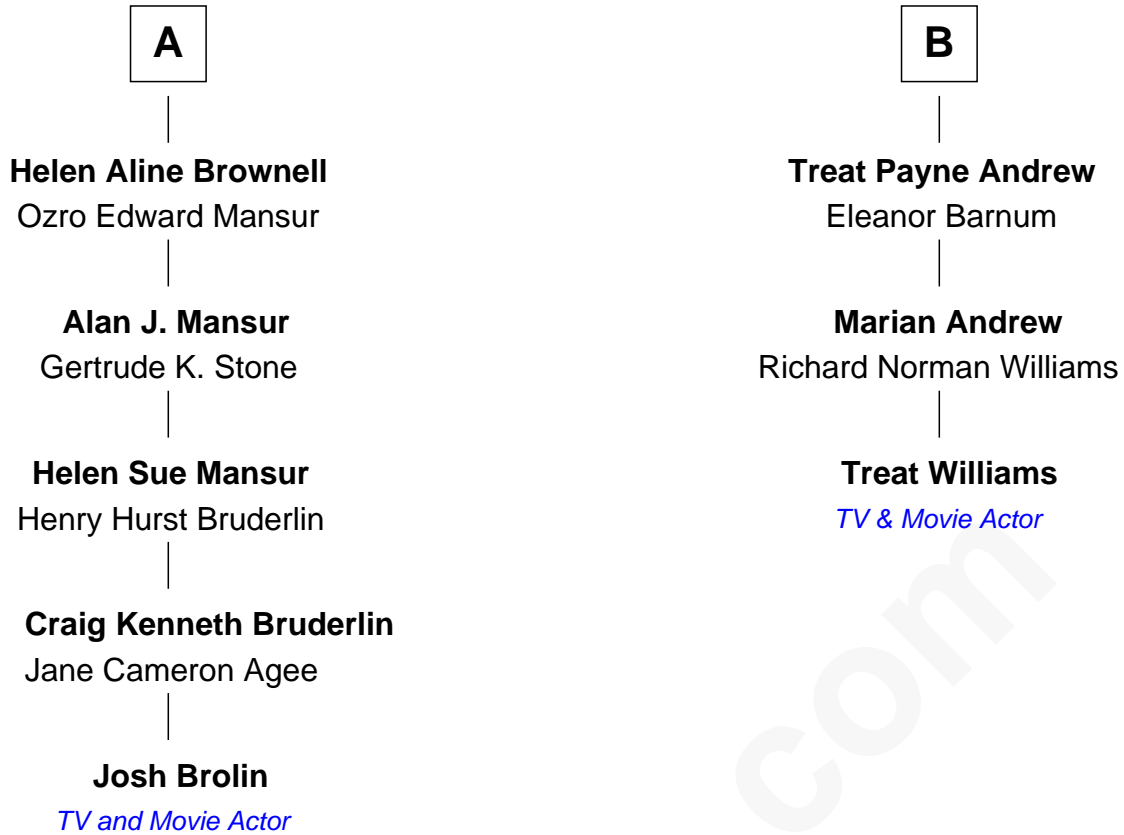 A
Helen Aline Brownell
Ozro Edward Mansur
Alan J. Mansur
Gertrude K. Stone
Helen Sue Mansur
Henry Hurst Bruderlin
Craig Kenneth Bruderlin
Jane Cameron Agee
Josh Brolin
TV and Movie Actor
B
Treat Payne Andrew
Eleanor Barnum
Marian Andrew
Richard Norman Williams
Treat Williams
TV & Movie Actor
com